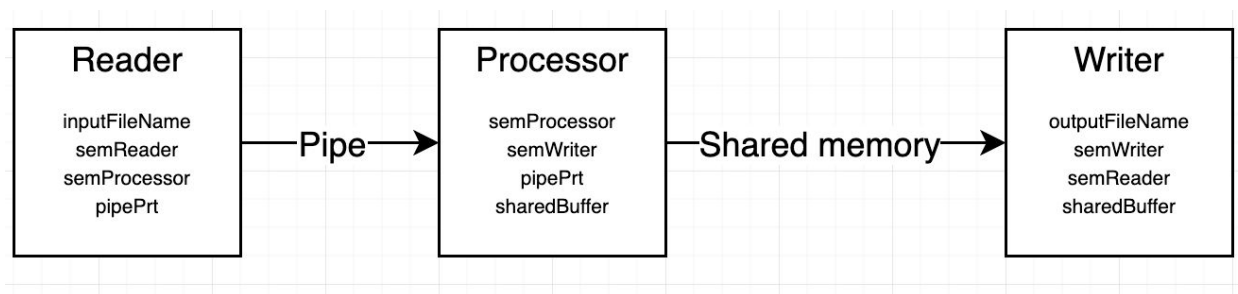 Reader
inputFileName
semReader
semProcessor
pipePrt
Pipe
Processor
semProcessor
semWriter
pipePrt
sharedBuffer
Shared memory
Writer
outputFileName
semWriter
semReader
sharedBuffer